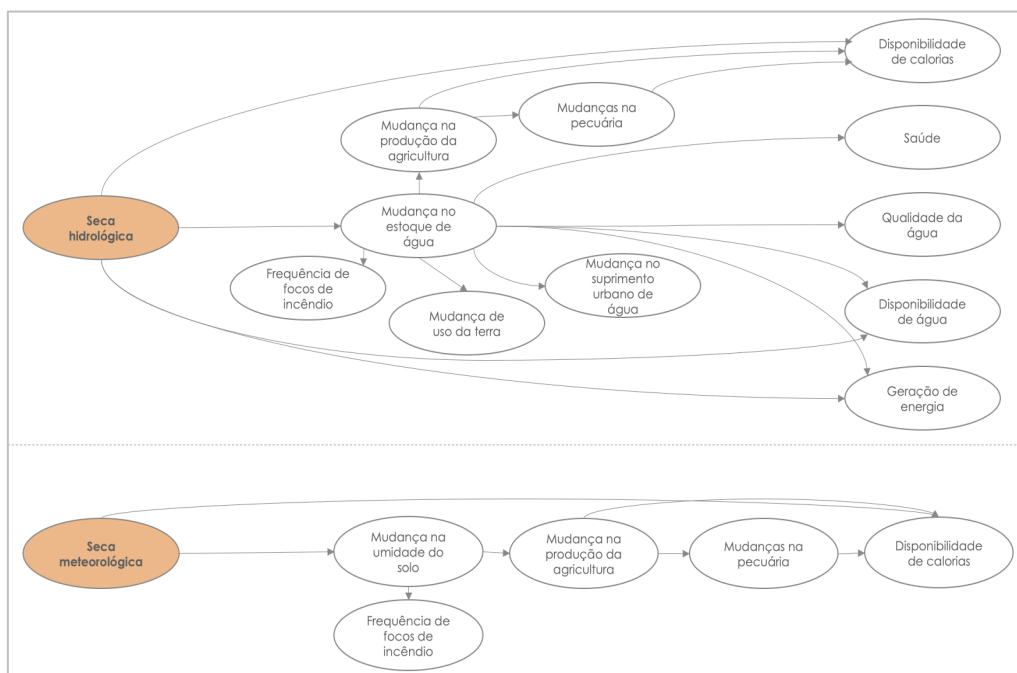 Disponibilidade
de calorias
Mudanças na
pecuária
Mudança na
produção da
agricultura
Saúde
Seca
hidrológica
Mudança no
estoque de
água
Qualidade da
água
Frequência de
focos de
incêndio
Mudança no
suprimento
urbano de
água
Mudança de
uso da terra
Disponibilidade
de água
Geração de
energia
Seca
meteorológica
Mudança na
umidade do
solo
Mudança na
produção da
agricultura
Mudanças na
pecuária
Disponibilidade
de calorias
Frequência de
focos de
incêndio